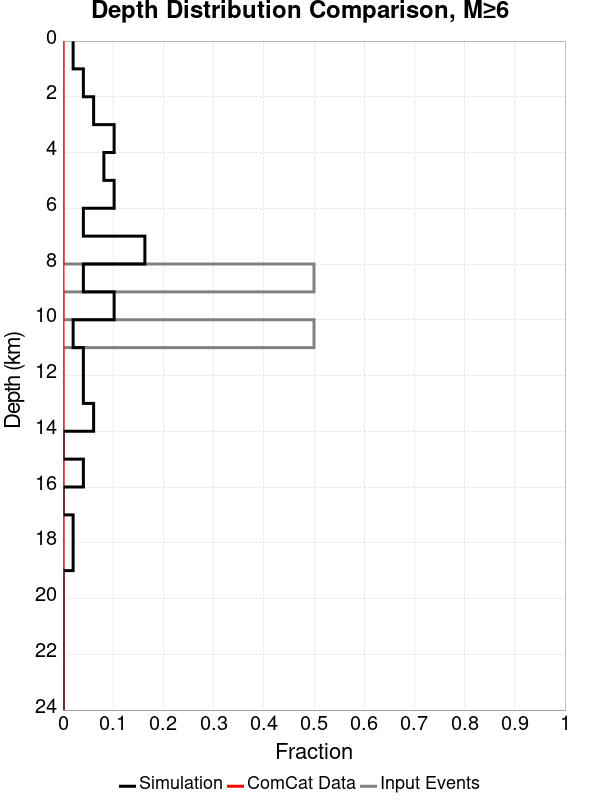 Depth Distribution Comparison, M≥6
0
2
4
6
8
10
12
14
16
18
20
22
24
Depth (km)
0 0.1 0.2 0.3 0.4 0.5 0.6 0.7 0.8 0.9 1
Fraction
Simulation ComCat Data Input Events